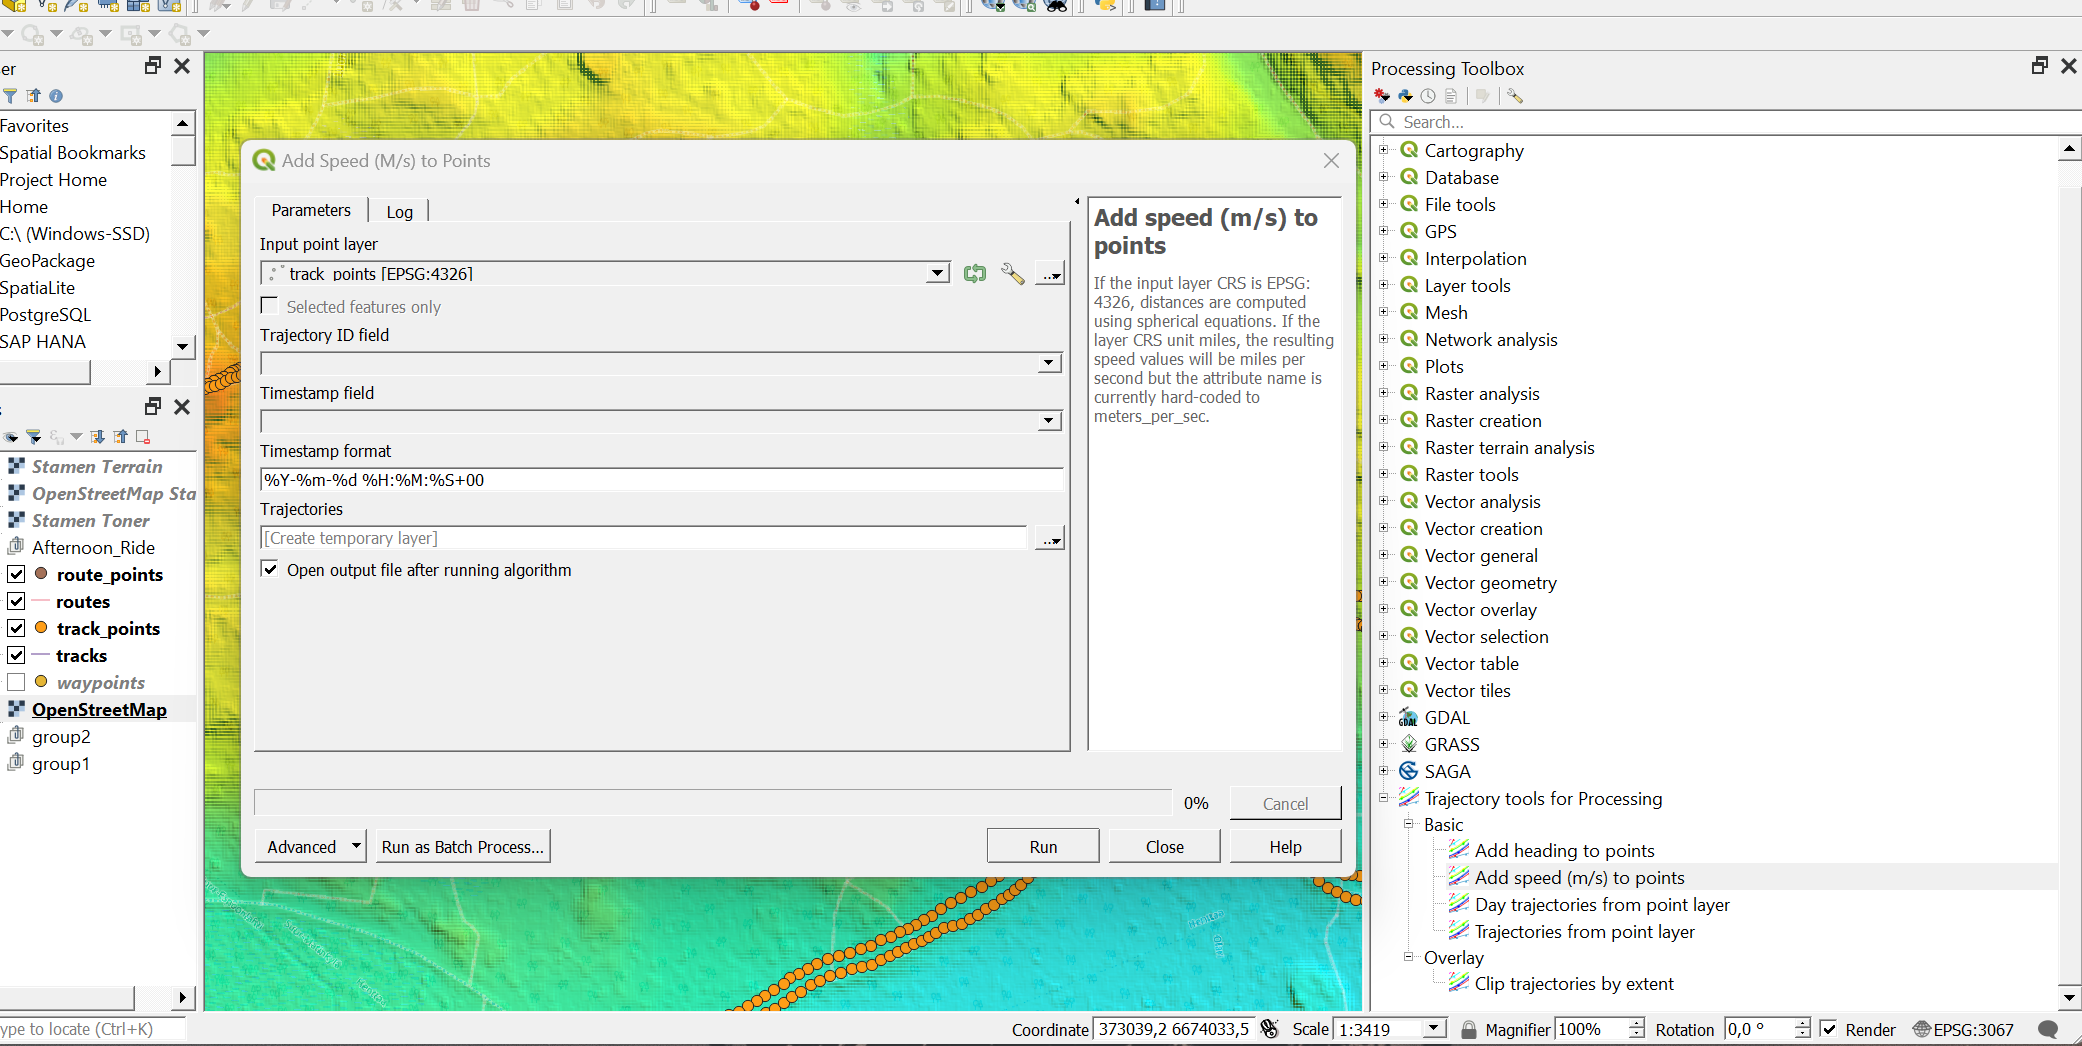 er
Favorites
Spatial Bookmarks
Project Home
Home
C:\ (Windows-SSD)
GeoPackage
SpatiaLite
PostgreSQL
SAP HANA
s
Stamen Terrain
OpenStreetMap Sta
Stamen Toner
Afternoon_Ride
route_points
routes
track_points
tracks
waypoints
OpenStreetMap
group2
group1
ype to locate (Ctrl+K)
Add Speed (M/s) to Points
Parameters
Log
Input point layer
track_points [EPSG:4326]
...
Selected features only
Trajectory ID field
Timestamp field
Timestamp format
%Y-%m-%d %H:%M:%S+00
Trajectories
[Create temporary layer]
...
Open output file after running algorithm
Add speed (m/s) to
points
If the input layer CRS is EPSG:
4326, distances are computed
using spherical equations. If the
layer CRS unit miles, the resulting
speed values will be miles per
second but the attribute name is
currently hard-coded to
meters_per_sec.
0%
Cancel
Advanced
Run as Batch Process...
Run
Close
Help
Processing Toolbox
Search...
Cartography
Database
File tools
GPS
Interpolation
Layer tools
Mesh
Network analysis
Plots
Raster analysis
Raster creation
Raster terrain analysis
Raster tools
Vector analysis
Vector creation
Vector general
Vector geometry
Vector overlay
Vector selection
Vector table
Vector tiles
GDAL
GRASS
SAGA
Trajectory tools for Processing
Basic
Add heading to points
Add speed (m/s) to points
Day trajectories from point layer
Trajectories from point layer
Overlay
Clip trajectories by extent
Coordinate 373039,2 6674033,5
Scale 1:3419
Magnifier 100%
Rotation 0,0 °
Render
EPSG:3067